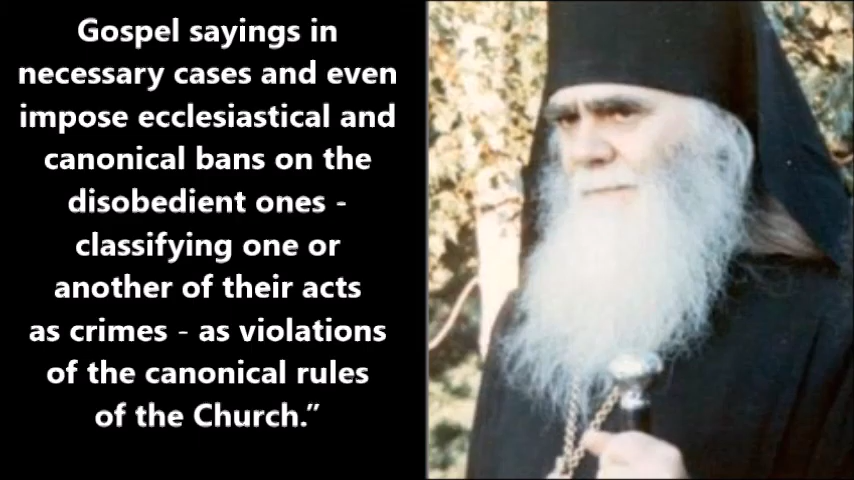 Gospel sayings in
necessary cases and even
impose ecclesiastical and
canonical bans on the
disobedient ones -
classifying one or
another of their acts
as crimes - as violations
of the canonical rules
of the Church.”